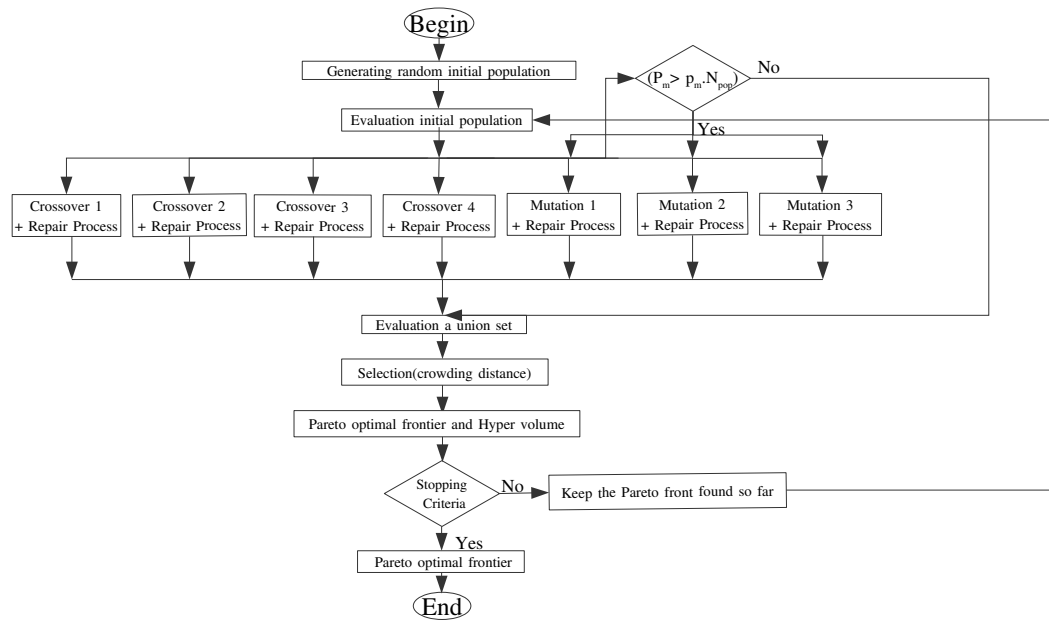 Begin
Generating random initial population
(Pm> pm.Npop)
No
Evaluation initial population
Yes
Crossover 1
+ Repair Process
Crossover 2
+ Repair Process
Crossover 3
+ Repair Process
Crossover 4
+ Repair Process
Mutation 1
+ Repair Process
Mutation 2
+ Repair Process
Mutation 3
+ Repair Process
Evaluation a union set
Selection(crowding distance)
Pareto optimal frontier and Hyper volume
Stopping
Criteria
No
Keep the Pareto front found so far
Yes
Pareto optimal frontier
End